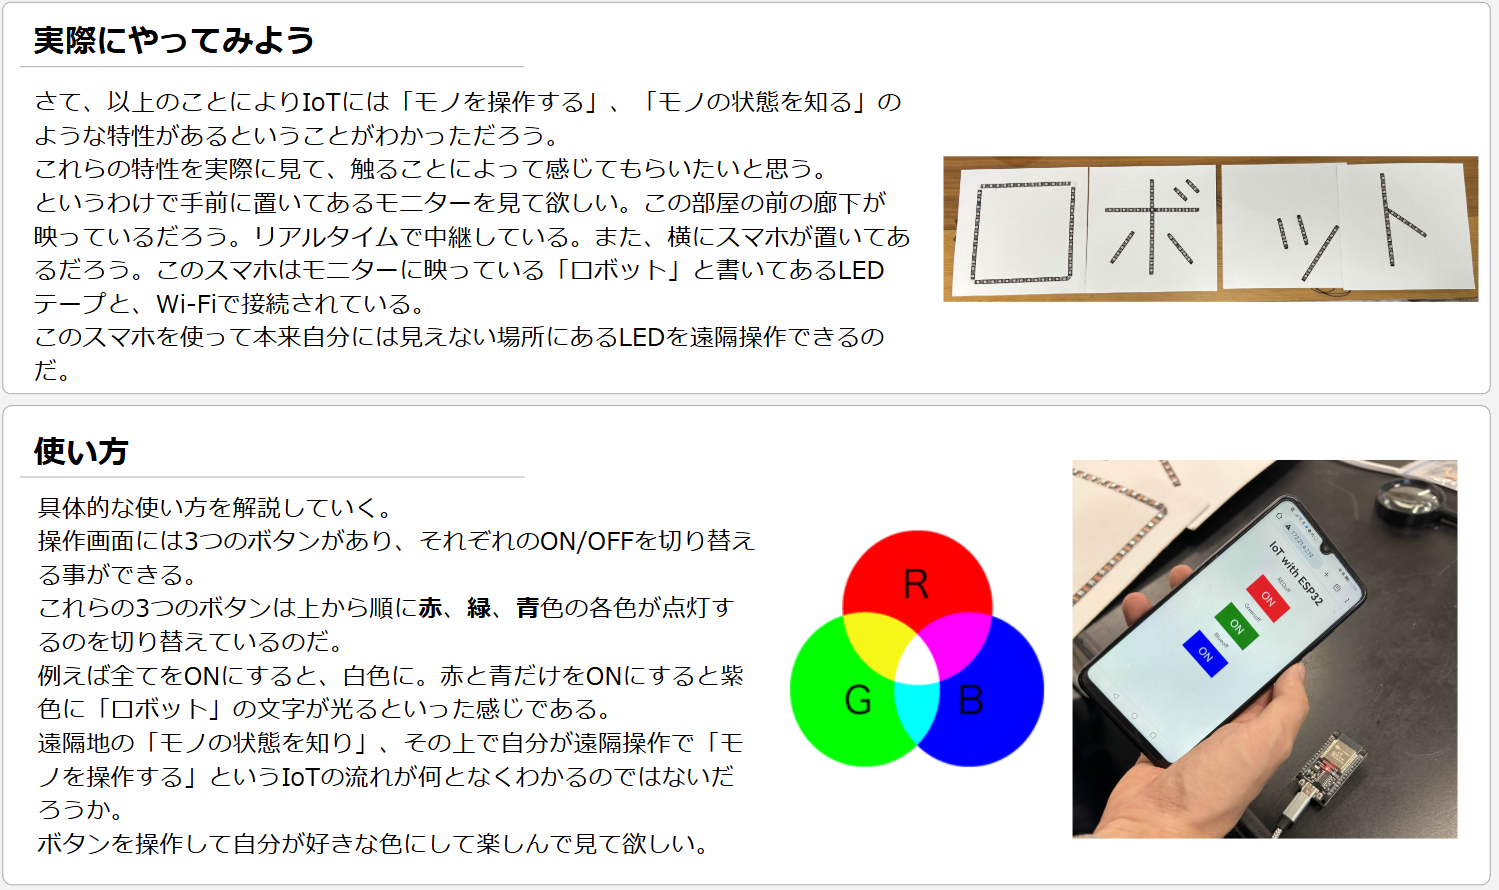 実際にやってみよう
さて、以上のことによりIoTには「モノを操作する」、「モノの状態を知る」の
ような特性があるということがわかっただろう。
これらの特性を実際に見て、触ることによって感じてもらいたいと思う。
というわけで手前に置いてあるモニターを見て欲しい。この部屋の前の廊下が
映っているだろう。リアルタイムで中継している。また、横にスマホが置いてあ
るだろう。このスマホはモニターに映っている「ロボット」と書いてあるLED
テープと、Wi-Fiで接続されている。
このスマホを使って本来自分には見えない場所にあるLEDを遠隔操作できるの
だ。
ロボット
使い方
具体的な使い方を解説していく。
操作画面には3つのボタンがあり、それぞれのON/OFFを切り替え
る事ができる。
これらの3つのボタンは上から順に赤、緑、青色の各色が点灯す
るのを切り替えているのだ。
例えば全てをONにすると、白色に。赤と青だけをONにすると紫
色に「ロボット」の文字が光るといった感じである。
遠隔地の「モノの状態を知り」、その上で自分が遠隔操作で「モ
ノを操作する」というIoTの流れが何となくわかるのではないだ
ろうか。
ボタンを操作して自分が好きな色にして楽しんで見て欲しい。
R
G
B
IoT with ESP32
ON
ON
ON